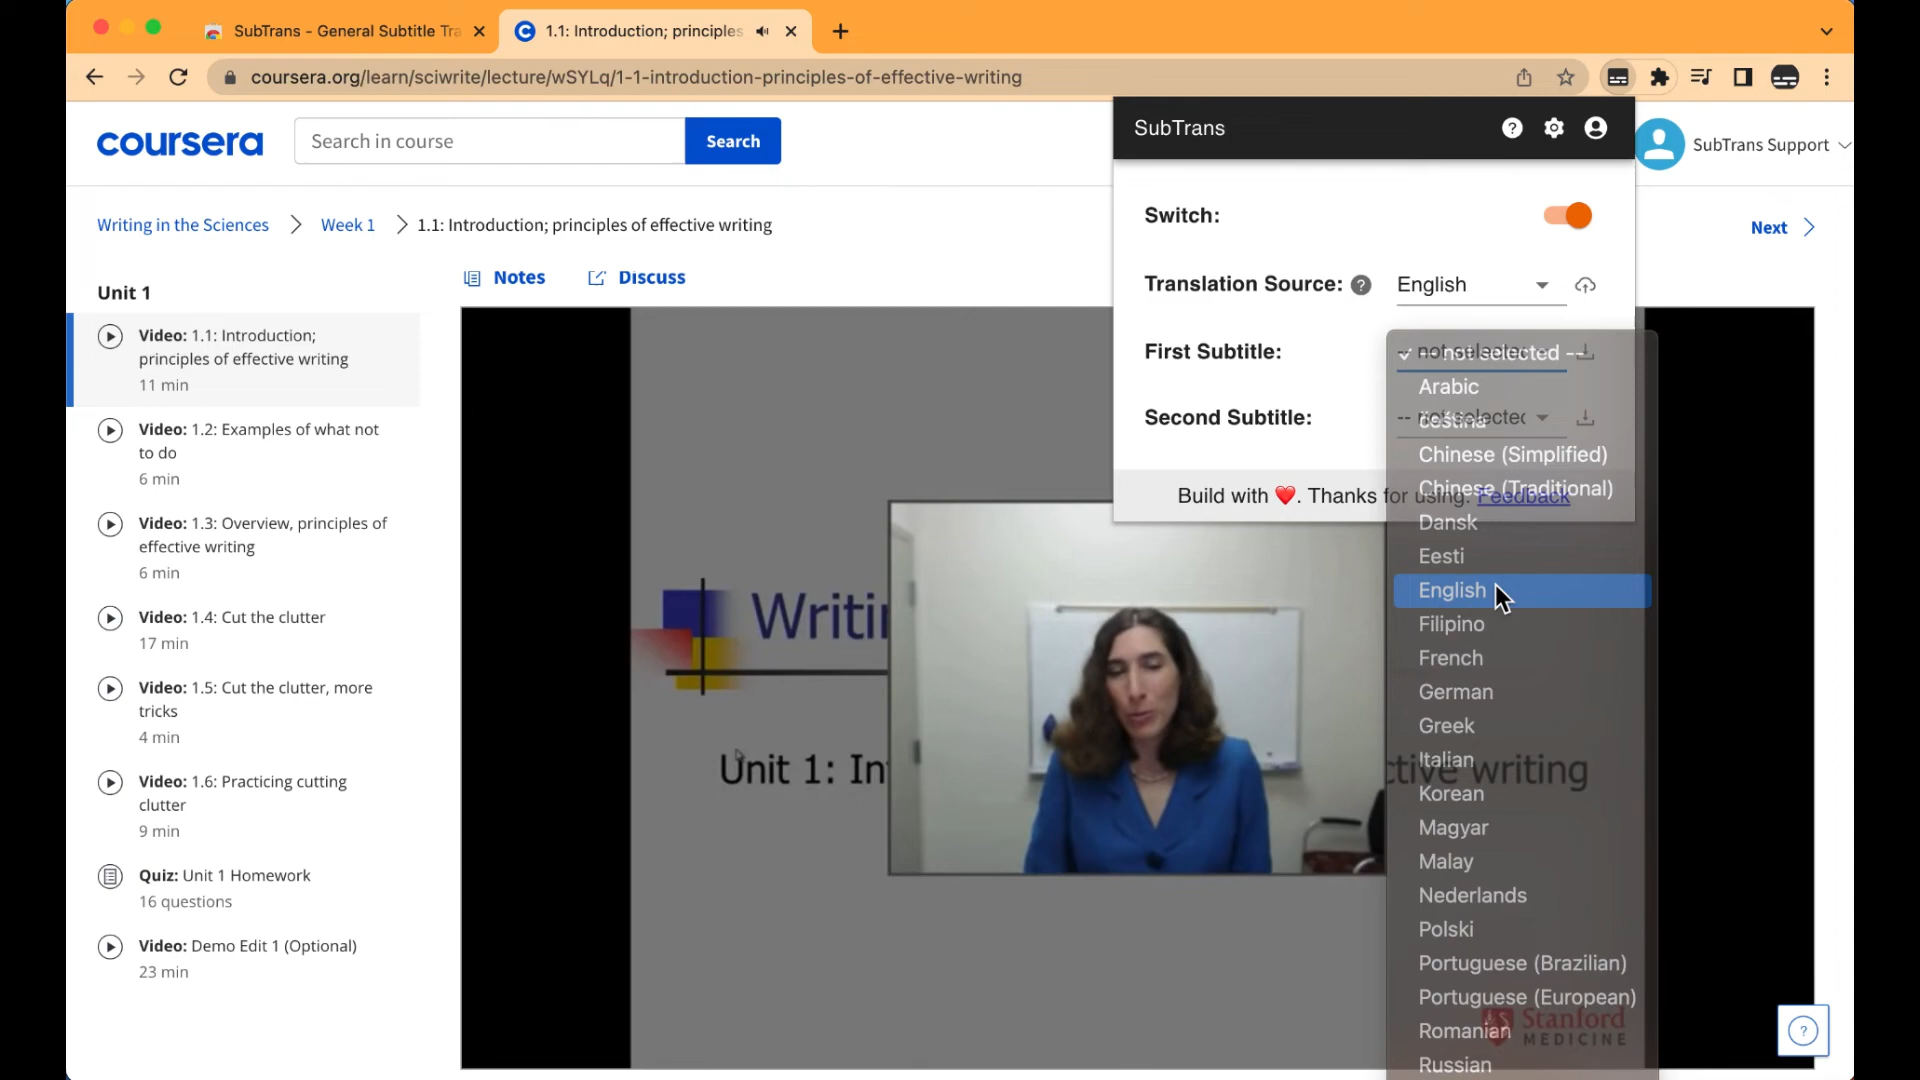 SubTrans - General Subtitle Tra
1.1: Introduction; principles
coursera.org/learn/sciwrite/lecture/wSYLq/1-1-introduction-principles-of-effective-writing
coursera
Search in course
Search
SubTrans
SubTrans Support
Writing in the Sciences
Week 1
1.1: Introduction; principles of effective writing
Next
Switch:
Notes
Discuss
Translation Source:
English
Unit 1
Video: 1.1: Introduction;
principles of effective writing
11 min
Video: 1.2: Examples of what not
to do
6 min
Video: 1.3: Overview, principles of
effective writing
6 min
Video: 1.4: Cut the clutter
17 min
Video: 1.5: Cut the clutter, more
tricks
4 min
Video: 1.6: Practicing cutting
clutter
9 min
Quiz: Unit 1 Homework
16 questions
Video: Demo Edit 1 (Optional)
23 min
First Subtitle:
Second Subtitle:
-- not selected
Build with ❤️. Thanks for using. Feedback
-- not selected --
Arabic
čeština
Chinese (Simplified)
Chinese (Traditional)
Dansk
Eesti
English
Filipino
French
German
Greek
Italian
Korean
Magyar
Malay
Nederlands
Polski
Portuguese (Brazilian)
Portuguese (European)
Romanian
Russian
Writin
Unit 1: In
ctive writing
Stanford
MEDICINE